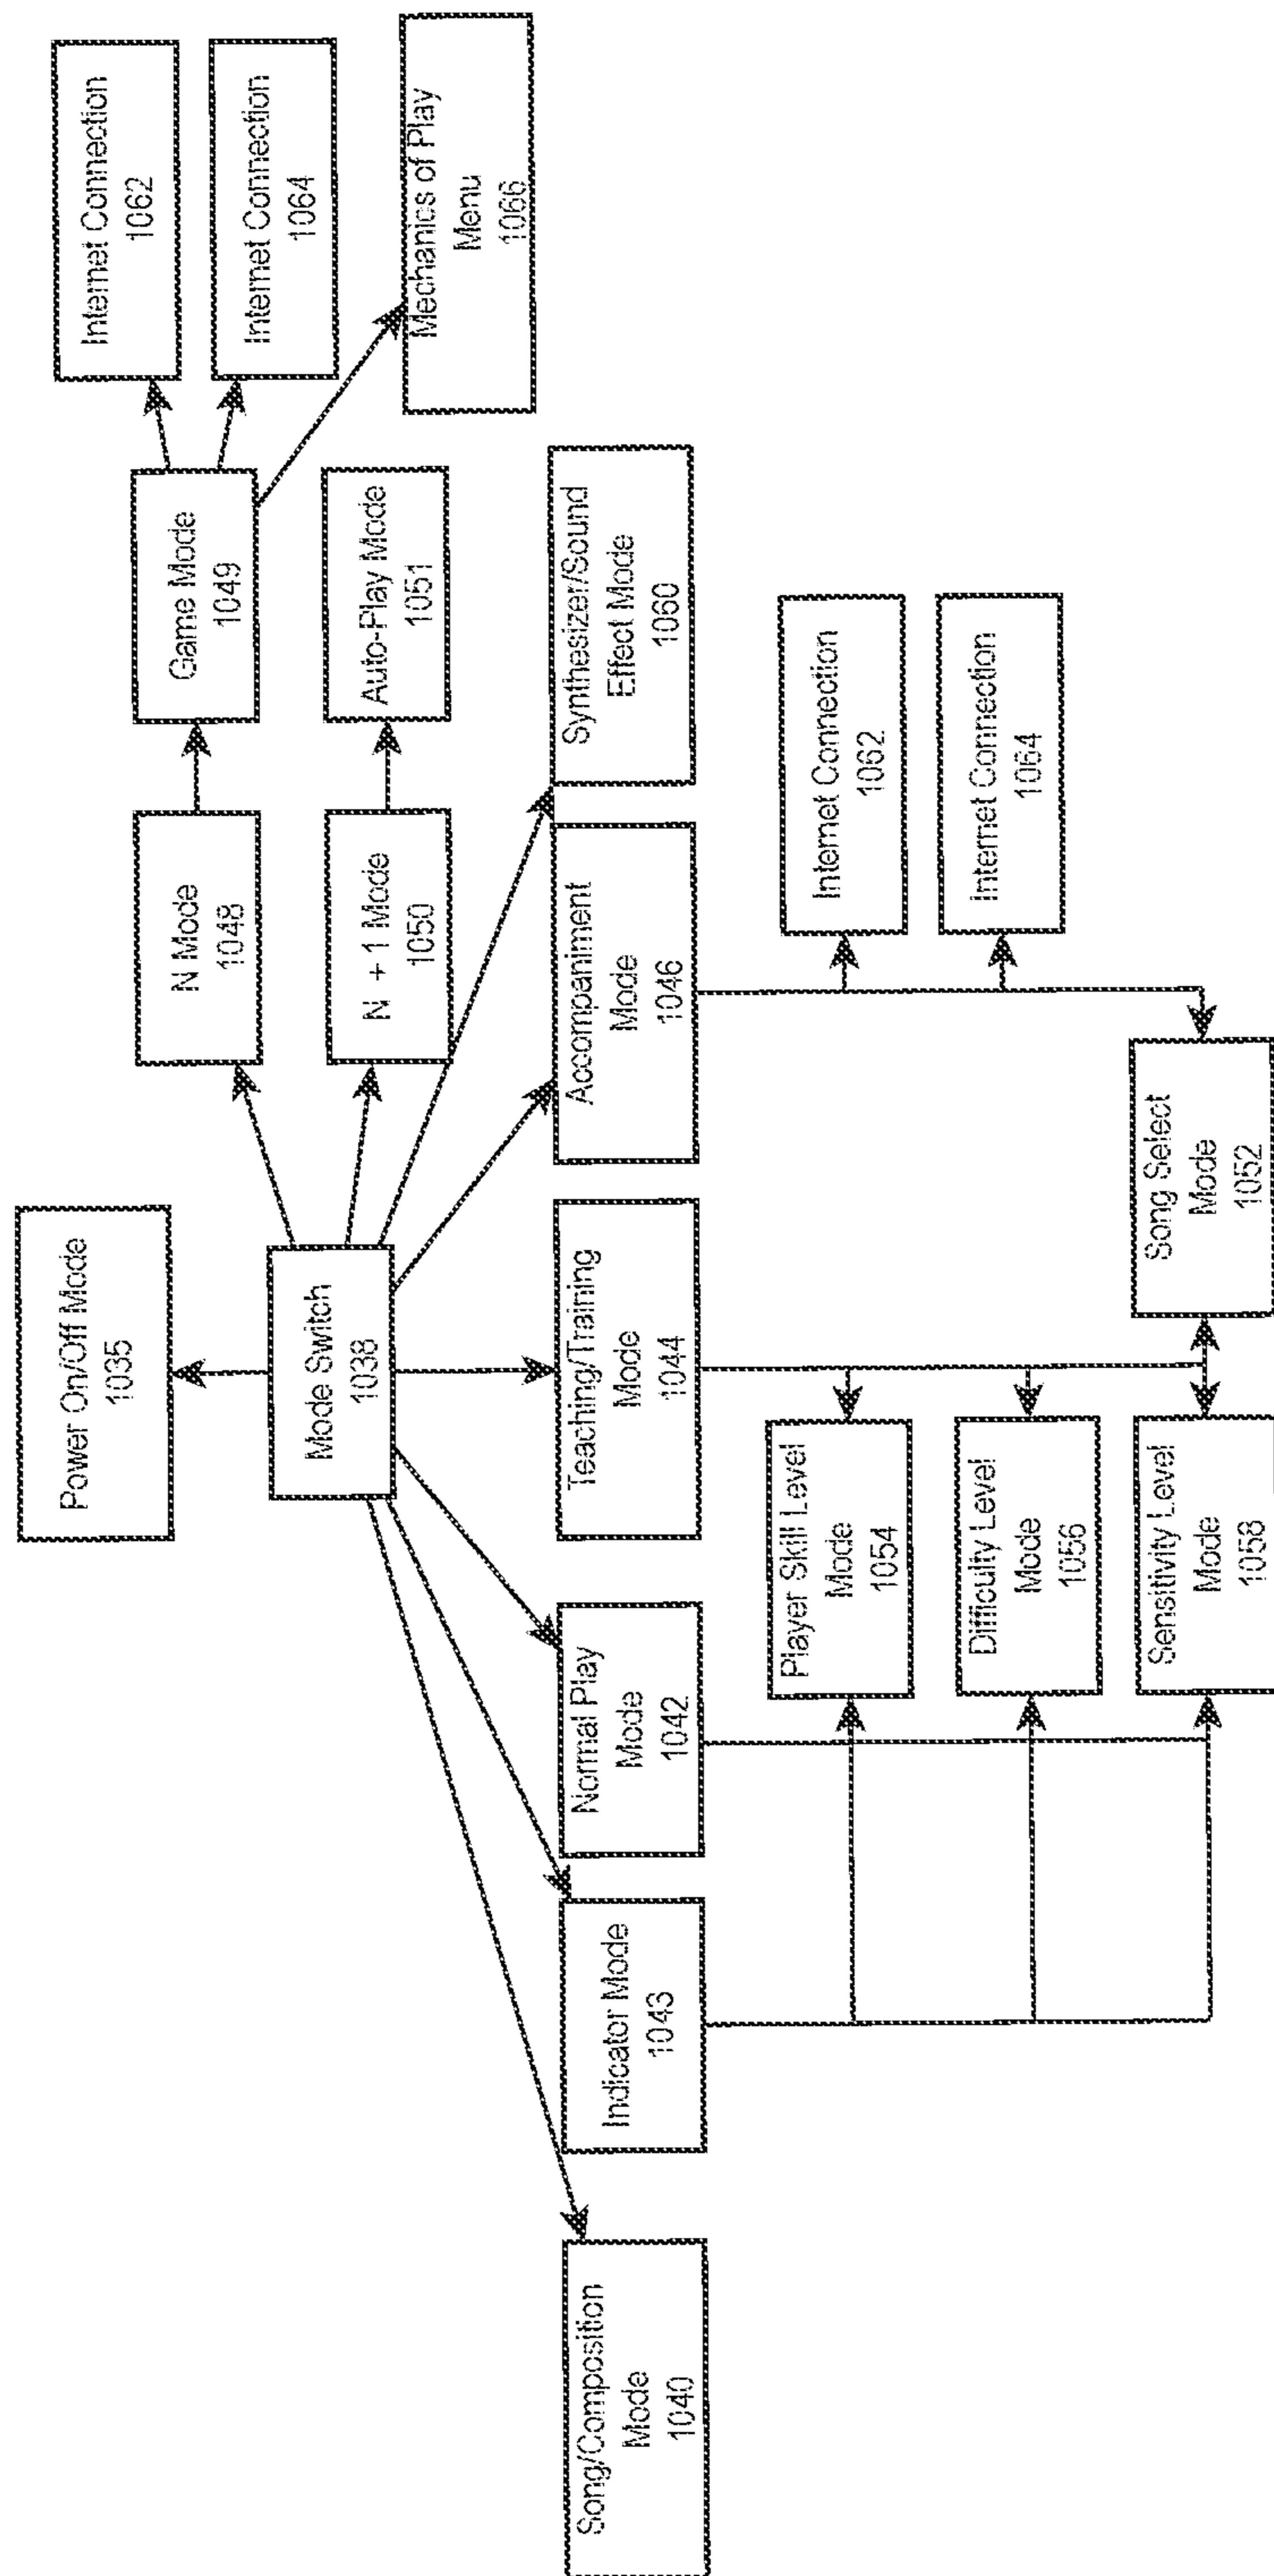 Power On/Off Mode
1035
Mode Switch
1038
N Mode
1048
Game Mode
1049
Internet Connection
1062
Internet Connection
1064
Mechanics of Play
Menu
1066
N + 1 Mode
1050
Auto-Play Mode
1051
Song/Composition
Mode
1040
Indicator Mode
1043
Normal Play
Mode
1042
Teaching/Training
Mode
1044
Accompaniment
Mode
1046
Synthesizer/Sound
Effect Mode
1060
Player Skill Level
Mode
1054
Difficulty Level
Mode
1056
Sensitivity Level
Mode
1058
Song Select
Mode
1052
Internet Connection
1062
Internet Connection
1064